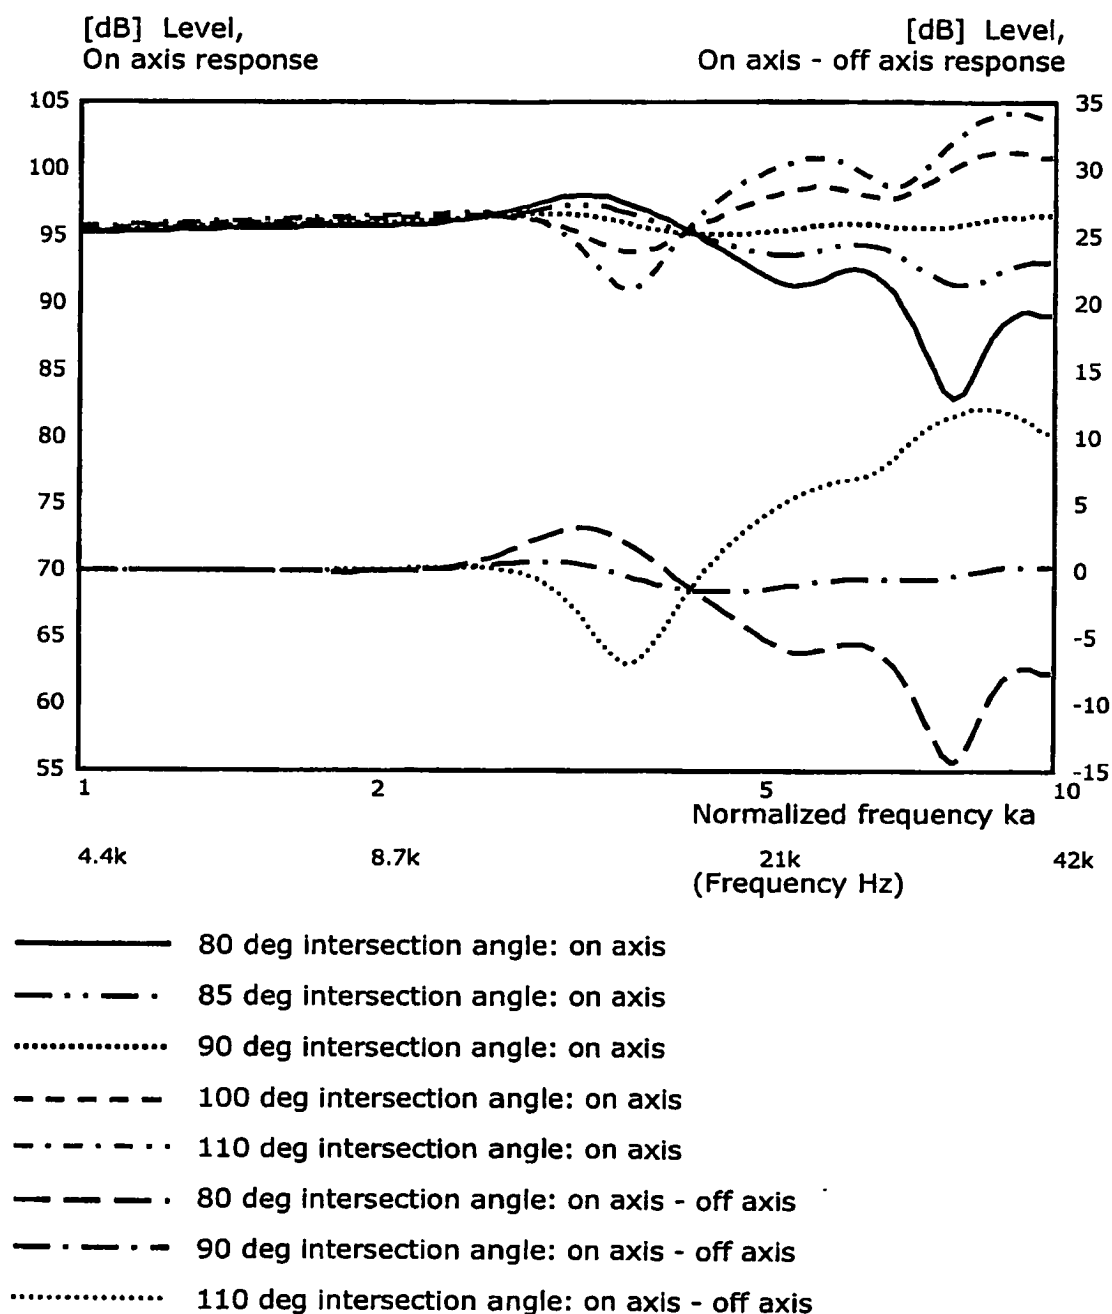 [dB] Level,
On axis response
[dB] Level,
On axis - off axis response
105
100
95
90
85
80
75
70
65
60
55
35
30
25
20
15
10
5
0
-5
-10
-15
1 2 5 10
Normalized frequency ka
4.4k 8.7k 21k 42k
(Frequency Hz)
80 deg intersection angle: on axis
85 deg intersection angle: on axis
90 deg intersection angle: on axis
100 deg intersection angle: on axis
110 deg intersection angle: on axis
80 deg intersection angle: on axis - off axis
90 deg intersection angle: on axis - off axis
110 deg intersection angle: on axis - off axis